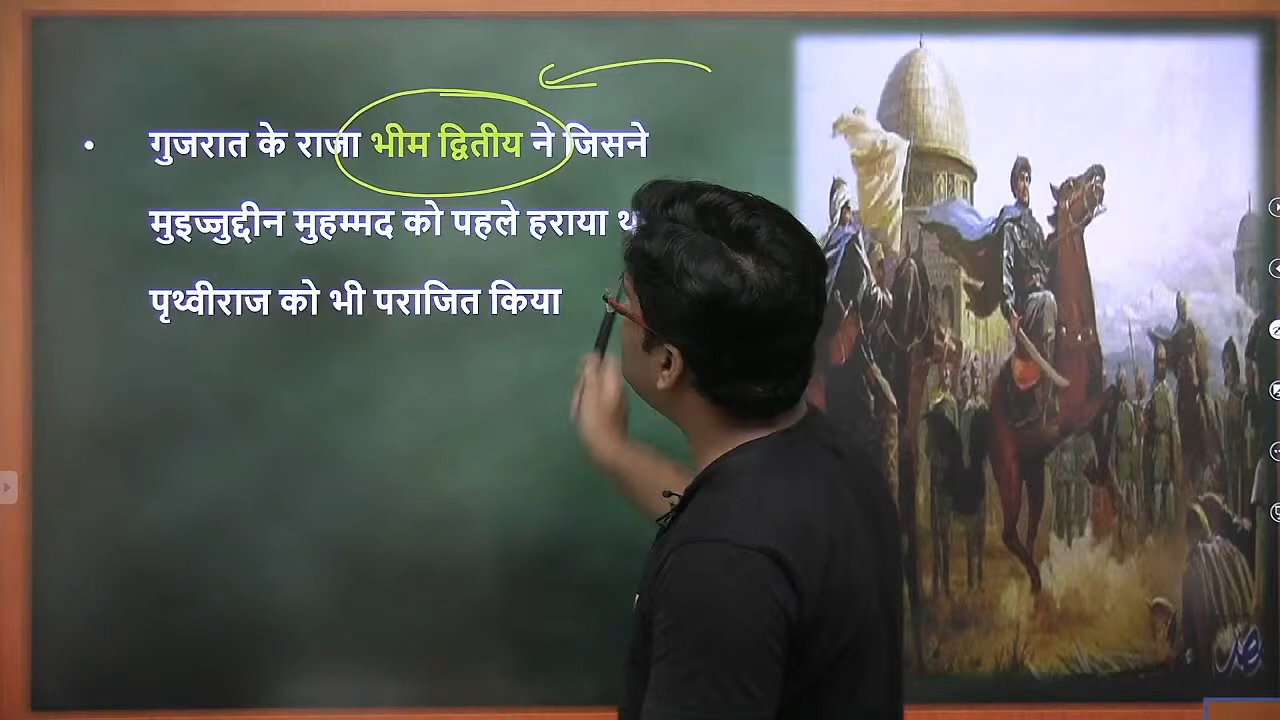 • गुजरात के राजा भीम द्वितीय ने जिसने
मुइज्जुद्दीन मुहम्मद को पहले हराया
पृथ्वीराज को भी पराजित किया